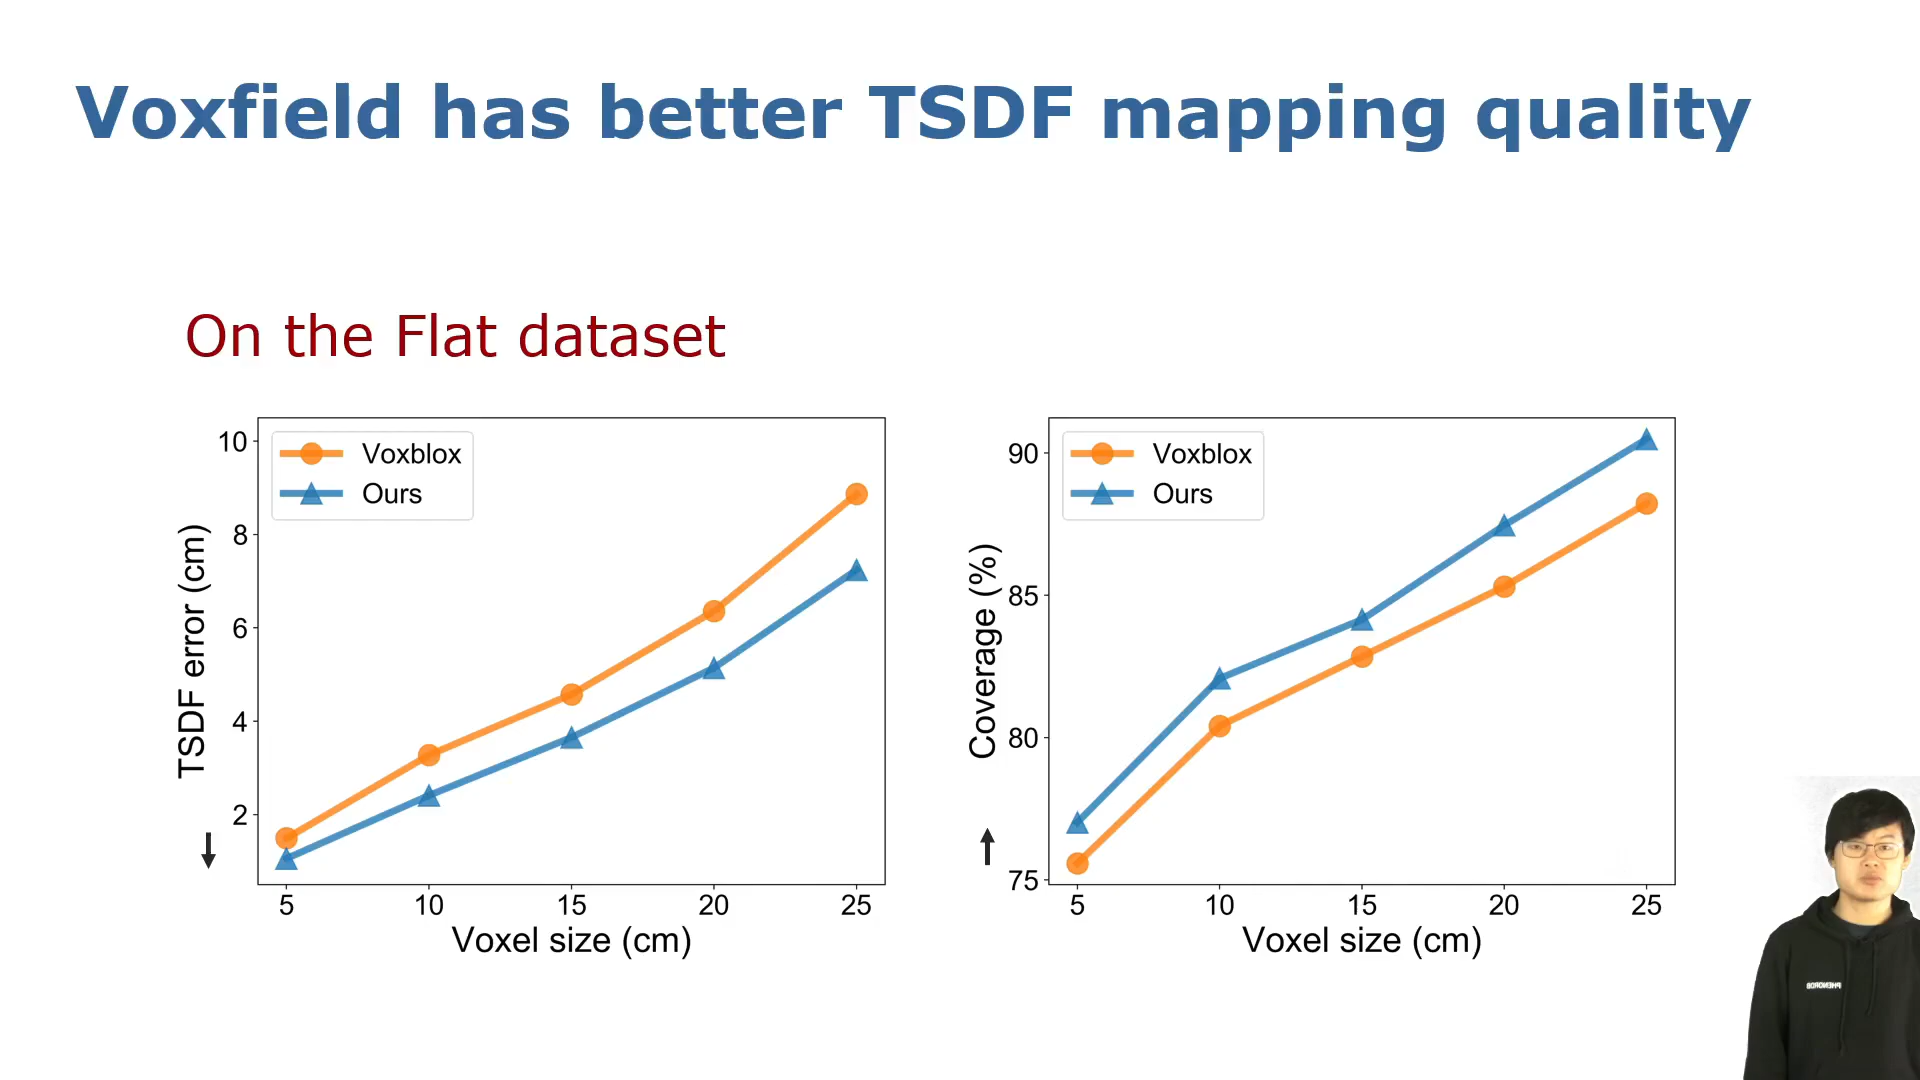 Voxfield has better TSDF mapping quality
On the Flat dataset
Voxblox
Ours
10
8
6
4
2
TSDF error (cm)
5 10 15 20 25
Voxel size (cm)
Voxblox
Ours
90
85
80
75
Coverage (%)
5 10 15 20 25
Voxel size (cm)
PHENOROB